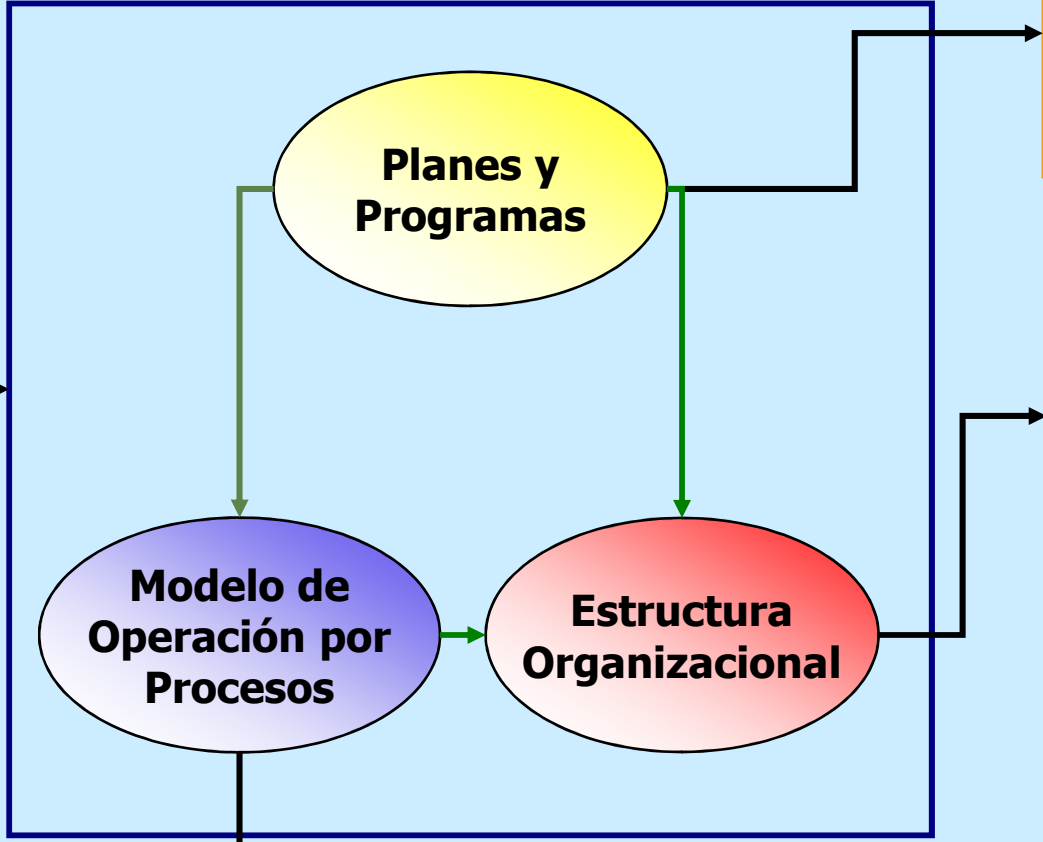 Planes y
Programas
Modelo de
Operación por
Procesos
Estructura
Organizacional